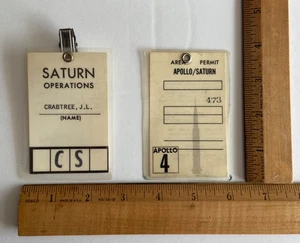 SATURN
OPERATIONS
CRABTREE, J.L.
(NAME)
C S
AREA PERMIT
APOLLO/SATURN
473
APOLLO
4
1 2 3 4 5 6 7